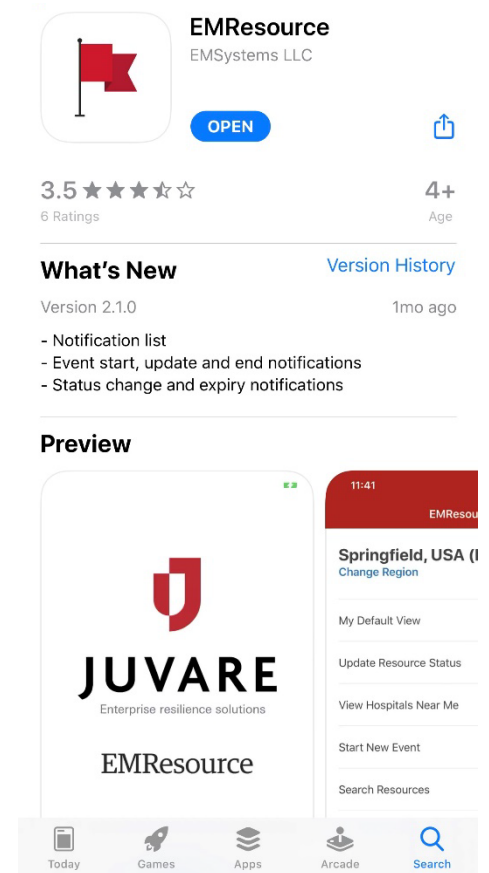 EMResource
EMSystems LLC
OPEN
3.5
4+
6 Ratings
Age
What's New
Version History
Version 2.1.0
1mo ago
- Notification list
- Event start, update and end notifications
- Status change and expiry notifications
Preview
JUVARE
Enterprise resilience solutions
EMResource
11:41
EMResou
Springfield, USA (
Change Region
My Default View
Update Resource Status
View Hospitals Near Me
Start New Event
Search Resources
Today
Games
Apps
Arcade
Search